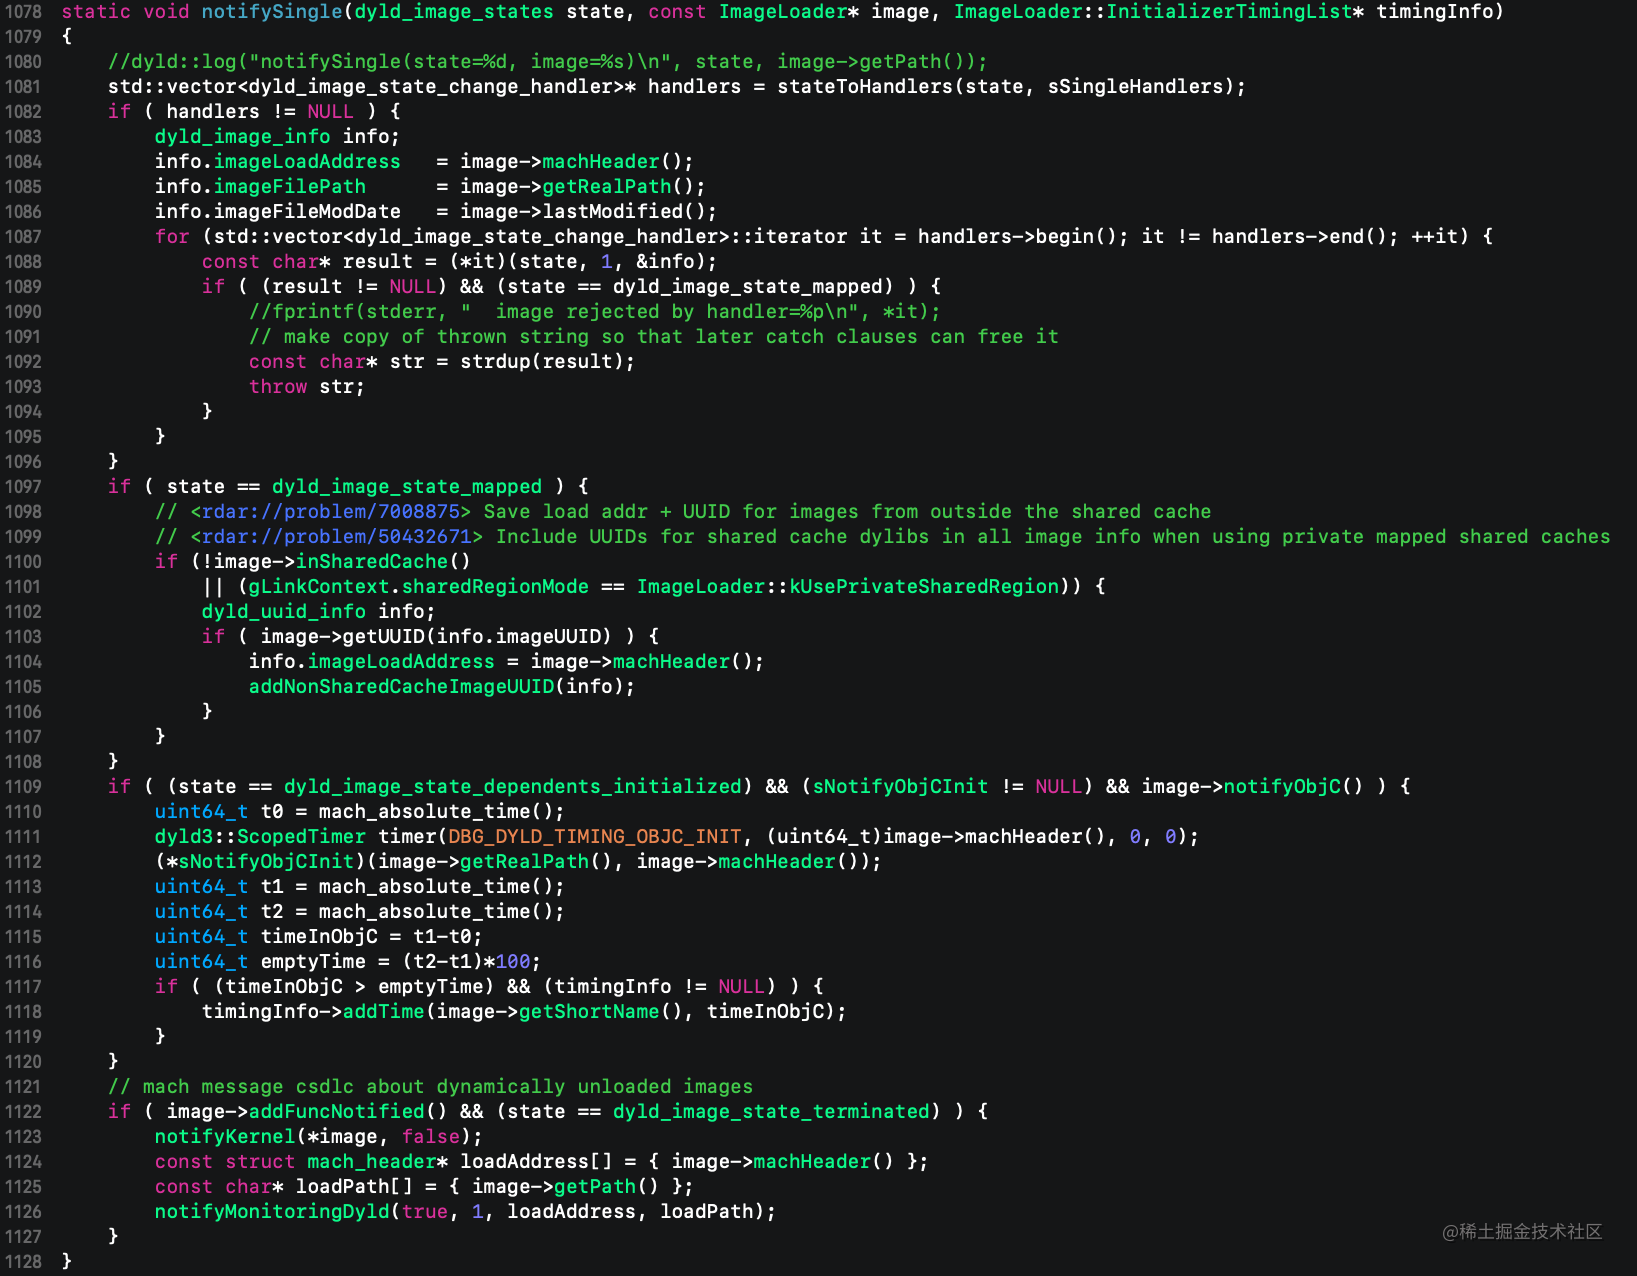 1078 static void notifySingle(dyld_image_states state, const ImageLoader* image, ImageLoader::InitializerTimingList* timingInfo)
1079 {
1080     //dyld::log("notifySingle(state=%d, image=%s)\n", state, image->getPath());
1081     std::vector<dyld_image_state_change_handler>* handlers = stateToHandlers(state, sSingleHandlers);
1082     if ( handlers != NULL ) {
1083         dyld_image_info info;
1084         info.imageLoadAddress   = image->machHeader();
1085         info.imageFilePath      = image->getRealPath();
1086         info.imageFileModDate   = image->lastModified();
1087         for (std::vector<dyld_image_state_change_handler>::iterator it = handlers->begin(); it != handlers->end(); ++it) {
1088             const char* result = (*it)(state, 1, &info);
1089             if ( (result != NULL) && (state == dyld_image_state_mapped) ) {
1090                 //fprintf(stderr, "  image rejected by handler=%p\n", *it);
1091                 // make copy of thrown string so that later catch clauses can free it
1092                 const char* str = strdup(result);
1093                 throw str;
1094             }
1095         }
1096     }
1097     if ( state == dyld_image_state_mapped ) {
1098         // <rdar://problem/7008875> Save load addr + UUID for images from outside the shared cache
1099         // <rdar://problem/50432671> Include UUIDs for shared cache dylibs in all image info when using private mapped shared caches
1100         if (!image->inSharedCache()
1101             || (gLinkContext.sharedRegionMode == ImageLoader::kUsePrivateSharedRegion)) {
1102             dyld_uuid_info info;
1103             if ( image->getUUID(info.imageUUID) ) {
1104                 info.imageLoadAddress = image->machHeader();
1105                 addNonSharedCacheImageUUID(info);
1106             }
1107         }
1108     }
1109     if ( (state == dyld_image_state_dependents_initialized) && (sNotifyObjCInit != NULL) && image->notifyObjC() ) {
1110         uint64_t t0 = mach_absolute_time();
1111         dyld3::ScopedTimer timer(DBG_DYLD_TIMING_OBJC_INIT, (uint64_t)image->machHeader(), 0, 0);
1112         (*sNotifyObjCInit)(image->getRealPath(), image->machHeader());
1113         uint64_t t1 = mach_absolute_time();
1114         uint64_t t2 = mach_absolute_time();
1115         uint64_t timeInObjC = t1-t0;
1116         uint64_t emptyTime = (t2-t1)*100;
1117         if ( (timeInObjC > emptyTime) && (timingInfo != NULL) ) {
1118             timingInfo->addTime(image->getShortName(), timeInObjC);
1119         }
1120     }
1121     // mach message csdlc about dynamically unloaded images
1122     if ( image->addFuncNotified() && (state == dyld_image_state_terminated) ) {
1123         notifyKernel(*image, false);
1124         const struct mach_header* loadAddress[] = { image->machHeader() };
1125         const char* loadPath[] = { image->getPath() };
1126         notifyMonitoringDyld(true, 1, loadAddress, loadPath);
1127     }
1128 }
@稀土掘金技术社区